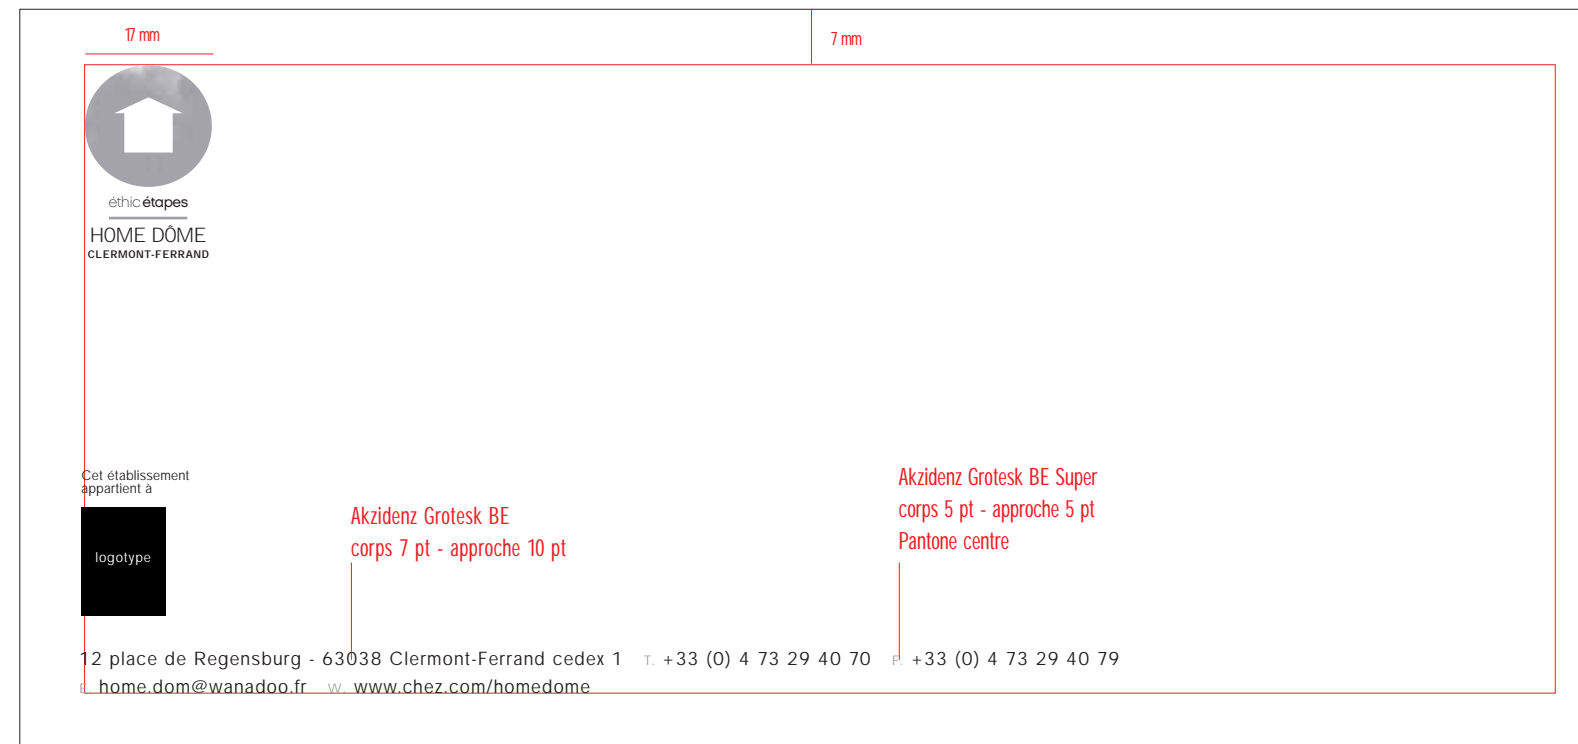 17 mm
7 mm
éthic étapes
HOME DÔME
CLERMONT-FERRAND
Cet établissement
appartient à
logotype
Akzidenz Grotesk BE
corps 7 pt - approche 10 pt
Akzidenz Grotesk BE Super
corps 5 pt - approche 5 pt
Pantone centre
12 place de Regensburg - 63038 Clermont-Ferrand cedex 1 T. +33 (0) 4 73 29 40 70 F. +33 (0) 4 73 29 40 79
E. home.dom@wanadoo.fr W. www.chez.com/homedome